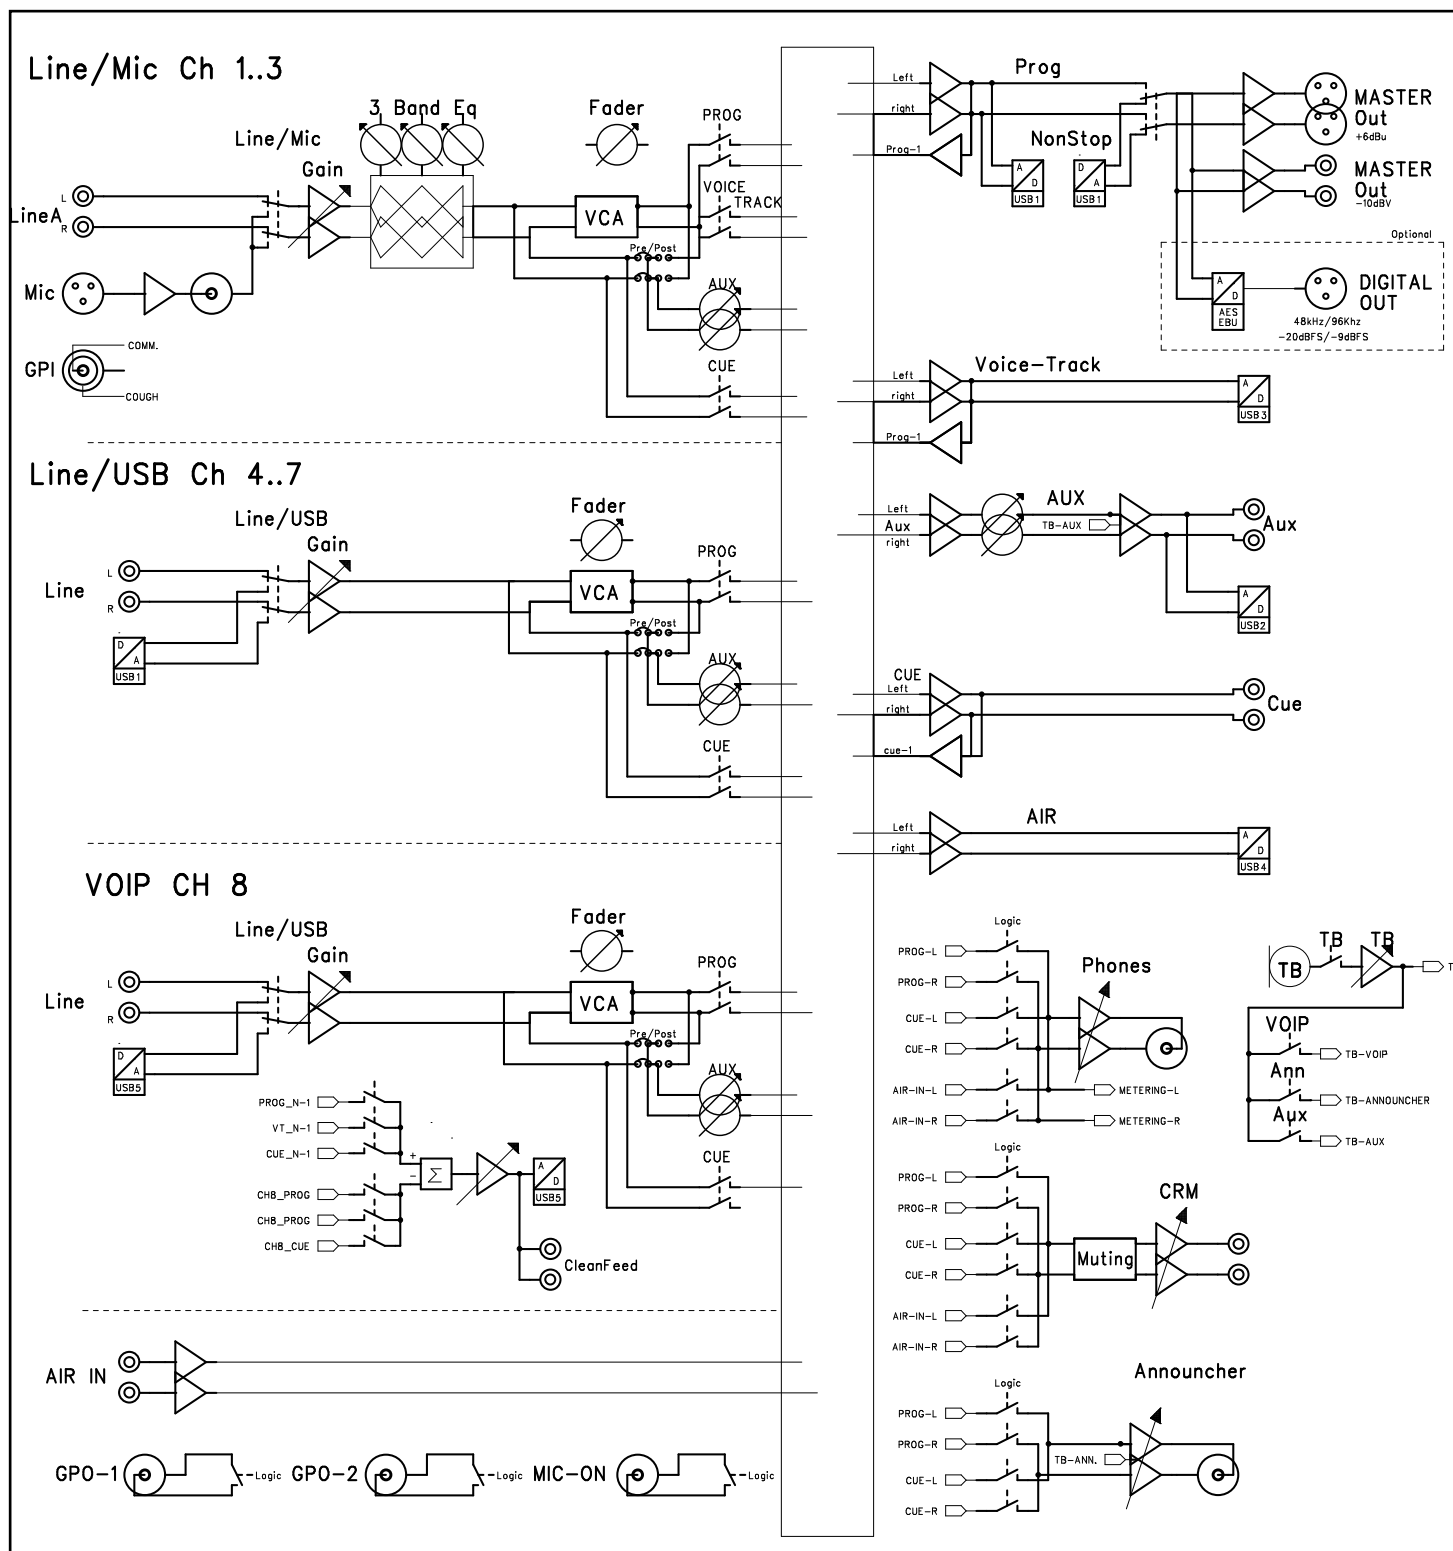 Line/Mic Ch 1..3
3 Band Eq
Fader
PROG
Line/Mic
Gain
VOICE
TRACK
L
LineA
R
VCA
Pre/Post
Mic
AUX
COMM.
GPI
COUGH
CUE
Line/USB Ch 4..7
Line/USB
Fader
Gain
PROG
L
Line
R
VCA
Pre/Post
D
A
USB1
AUX
CUE
VOIP CH 8
Line/USB
Fader
Gain
PROG
L
Line
R
VCA
Pre/Post
D
A
USB5
AUX
PROG_N-1
VT_N-1
CUE_N-1
+
-
Σ
A
D
USB5
CUE
CH8_PROG
CH8_PROG
CH8_CUE
CleanFeed
AIR IN
GPO-1
Logic
GPO-2
Logic
MIC-ON
Logic
Left
Prog
right
MASTER
Out
+6dBu
Prog-1
NonStop
A
D
USB1
D
A
USB1
MASTER
Out
-10dBV
Optional
A
D
AES
EBU
DIGITAL
OUT
48kHz/96Khz
-20dBFS/-9dBFS
Voice-Track
Left
right
Prog-1
A
D
USB3
Left
Aux
right
AUX
TB-AUX
Aux
A
D
USB2
CUE
Left
right
cue-1
Cue
AIR
Left
right
A
D
USB4
Logic
PROG-L
PROG-R
CUE-L
CUE-R
AIR-IN-L
AIR-IN-R
Phones
METERING-L
METERING-R
TB
TB
TB
T
VOIP
TB-VOIP
Ann
TB-ANNOUNCHER
Aux
TB-AUX
Logic
PROG-L
PROG-R
CUE-L
CUE-R
AIR-IN-L
AIR-IN-R
Muting
CRM
Announcher
Logic
PROG-L
PROG-R
CUE-L
CUE-R
TB-ANN.